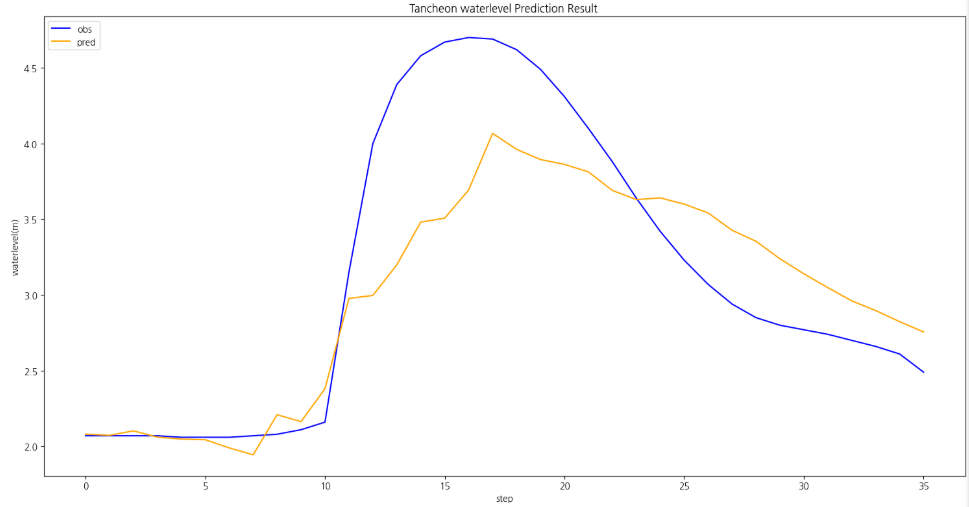 Tancheon waterlevel Prediction Result
obs
pred
4.5
4.0
3.5
3.0
2.5
2.0
waterlevel(m)
0 5 10 15 20 25 30 35
step